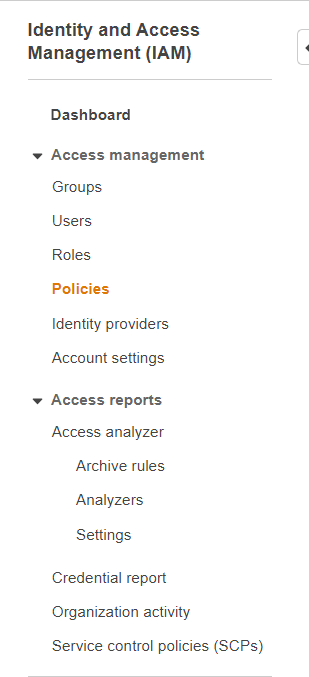 Identity and Access
Management (IAM)
Dashboard
Access management
Groups
Users
Roles
Policies
Identity providers
Account settings
Access reports
Access analyzer
Archive rules
Analyzers
Settings
Credential report
Organization activity
Service control policies (SCPs)